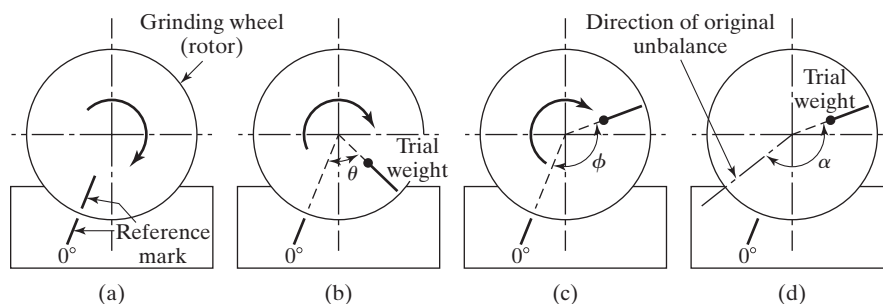 Grinding wheel
(rotor)
Reference
mark
0°
(a)
Trial
weight
θ
0°
(b)
ϕ
0°
(c)
Direction of original
unbalance
Trial
weight
α
0°
(d)